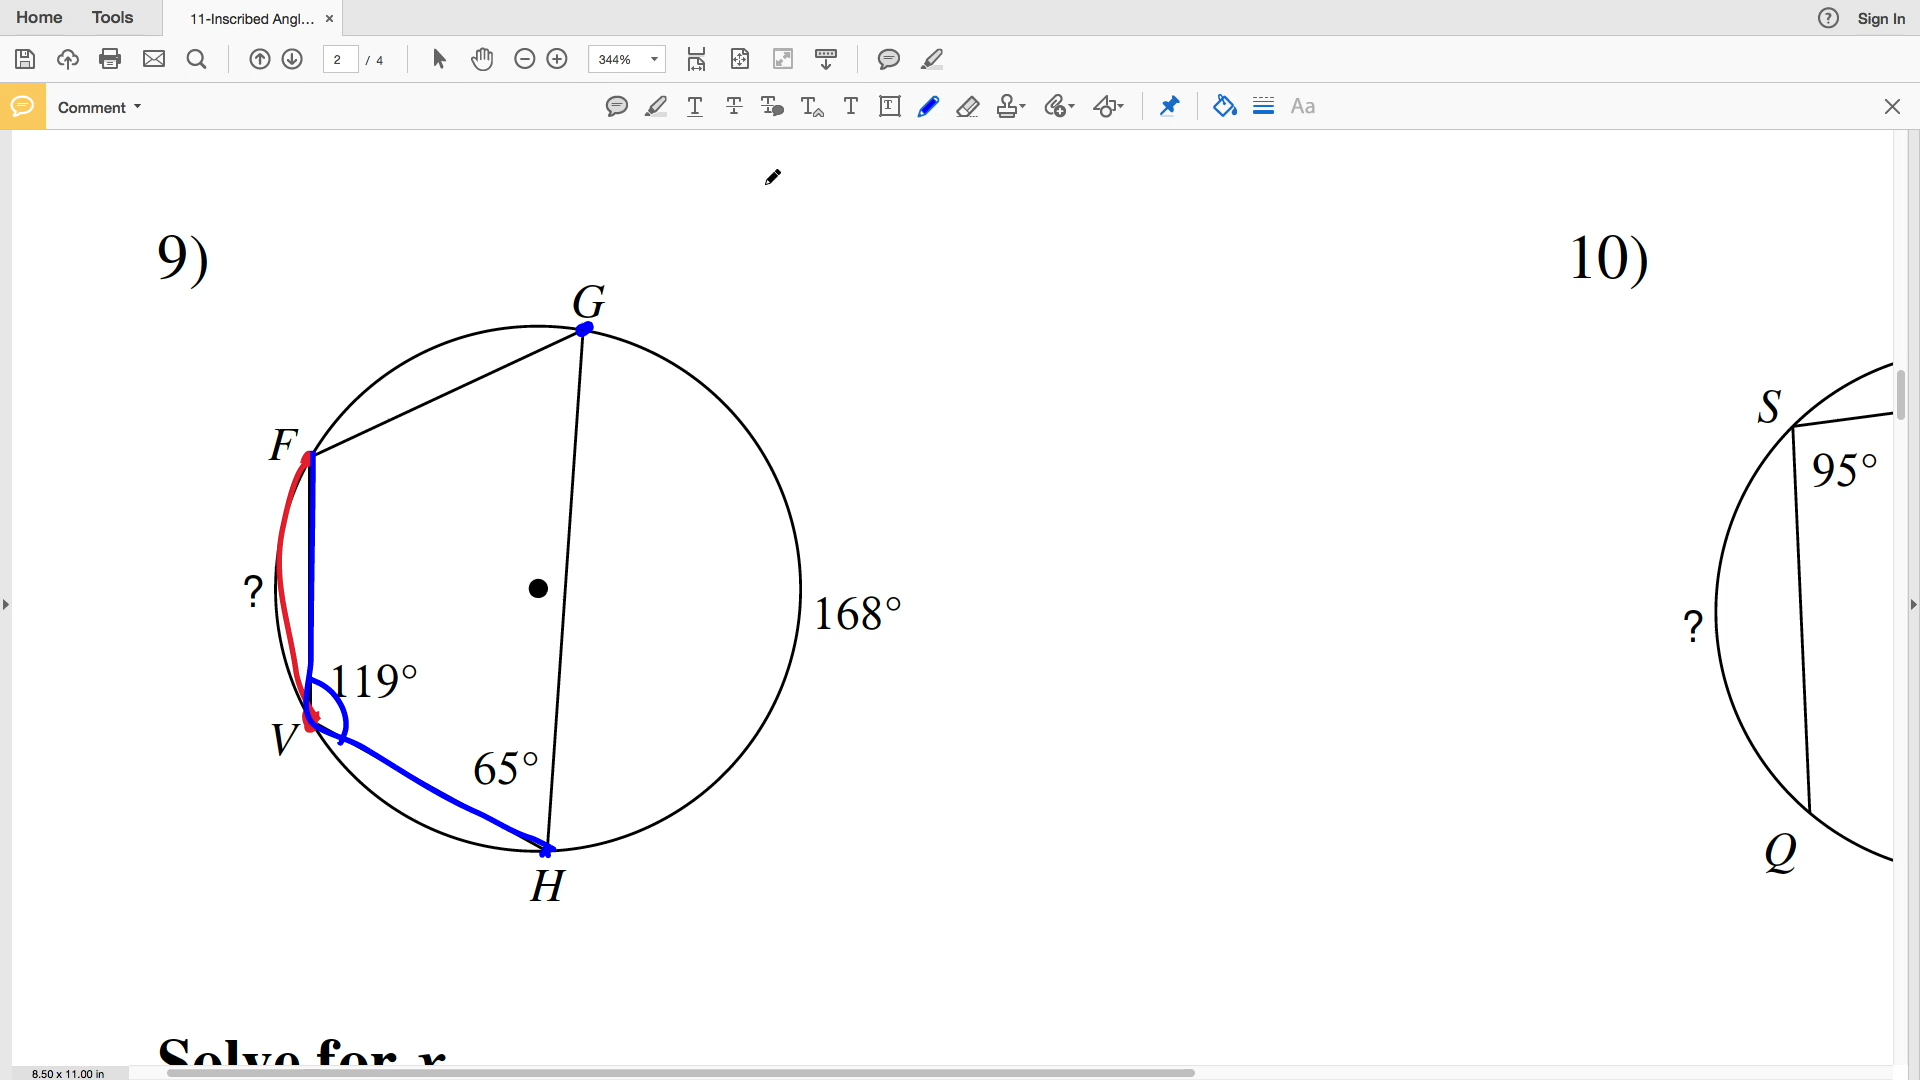 Home Tools 11-Inscribed Angl... × ? Sign In
2 / 4 344%
Comment T T T T T T Aa
9) 10)
G
F
S
95°
?
168°
?
119°
V
65°
Q
H
Solve for x
8.50 x 11.00 in